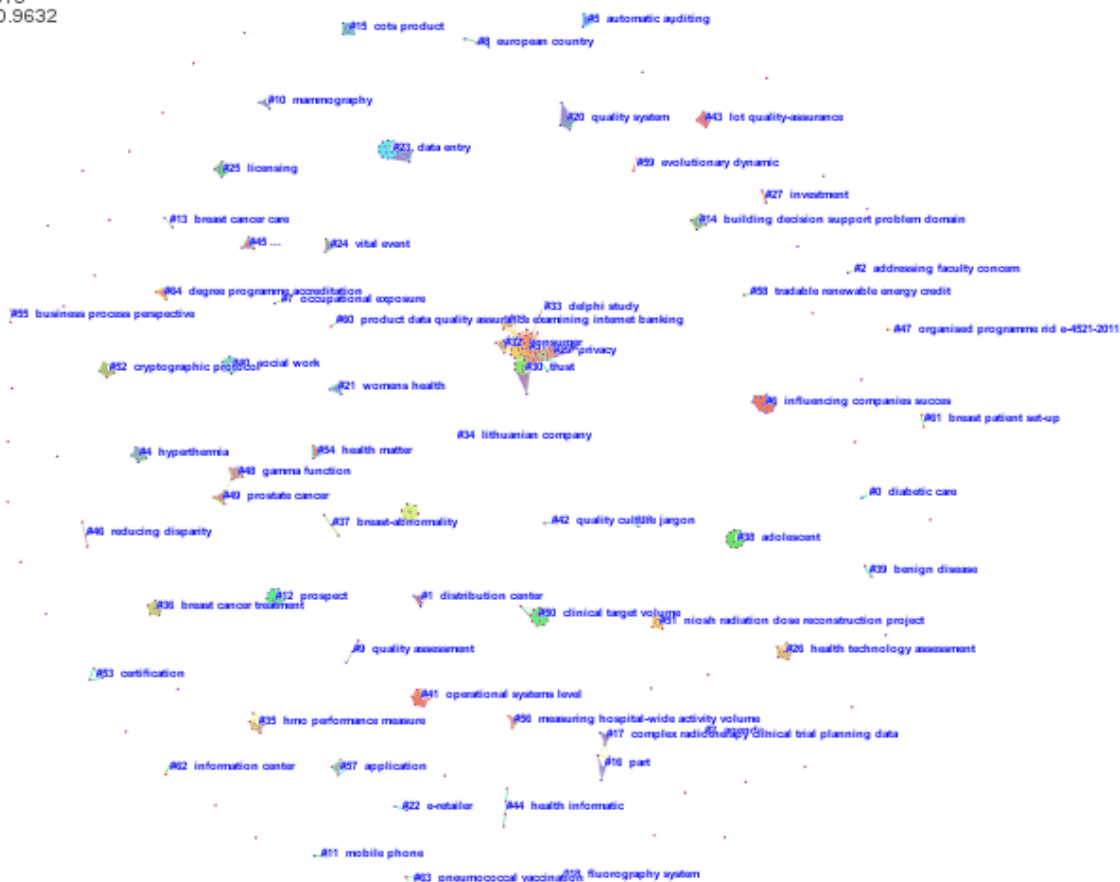 0.9632
#15 cots product
#5 automatic auditing
#8 european country
#10 mammography
#20 quality system
#43 lot quality-assurance
#23 data entry
#59 evolutionary dynamic
#25 licensing
#27 investment
#13 breast cancer care
#14 building decision support problem domain
#45 ...
#24 vital event
#2 addressing faculty concern
#64 degree programme accreditation
#58 tradable renewable energy credit
#7 occupational exposure
#33 delphi study
#55 business process perspective
#60 product data quality
examining internet banking
#47 organised programme rid e-4521-2011
#32 consumer
privacy
#52 cryptographic protocol
#40 social work
#30 trust
#21 womens health
#6 influencing companies succes
#61 breast patient set-up
#34 lithuanian company
#4 hyperthermia
#54 health matter
#48 gamma function
#49 prostate cancer
#0 diabetic care
#37 breast-abnormality
#42 quality culture
jargon
#46 reducing disparity
#38 adolescent
#39 benign disease
#12 prospect
#1 distribution center
#36 breast cancer treatment
#50 clinical target volume
#51 niosh radiation dose reconstruction project
#9 quality assessment
#26 health technology assessment
#53 certification
#41 operational systems level
#35 hmo performance measure
#56 measuring hospital-wide activity volume
#17 complex radiotherapy clinical trial planning data
#62 information center
#57 application
#16 part
#22 e-retailer
#44 health informatic
#11 mobile phone
#63 pneumococcal vaccination
#18 fluorography system